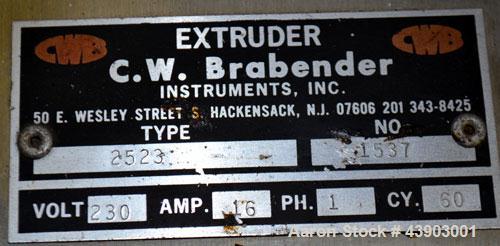 CWB EXTRUDER CWB
C.W. Brabender
INSTRUMENTS, INC.
50 E. WESLEY STREET S. HACKENSACK, N.J. 07606 201 343-8425
TYPE NO
2523 1537
VOLT 230 AMP. 16 PH. 1 CY. 60
Aaron Stock # 43903001